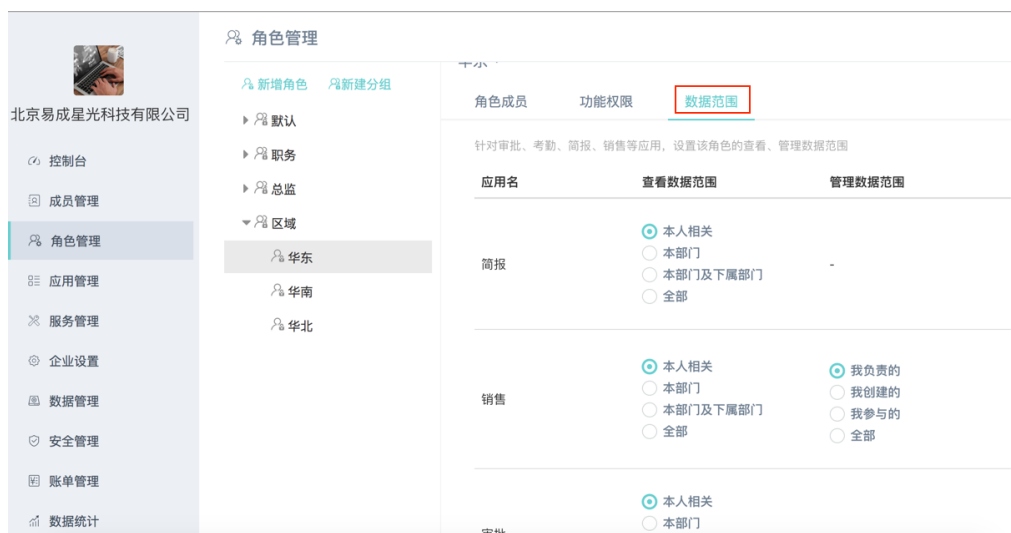 角色管理
北京易成星光科技有限公司
控制台
成员管理
角色管理
应用管理
服务管理
企业设置
数据管理
安全管理
账单管理
数据统计
新增角色 新建分组
默认
职务
总监
区域
华东
华南
华北
角色成员 功能权限 数据范围
针对审批、考勤、简报、销售等应用，设置该角色的查看、管理数据范围
应用名 查看数据范围 管理数据范围
简报
本人相关
本部门
本部门及下属部门
全部
-
销售
本人相关
本部门
本部门及下属部门
全部
我负责的
我创建的
我参与的
全部
本人相关
本部门